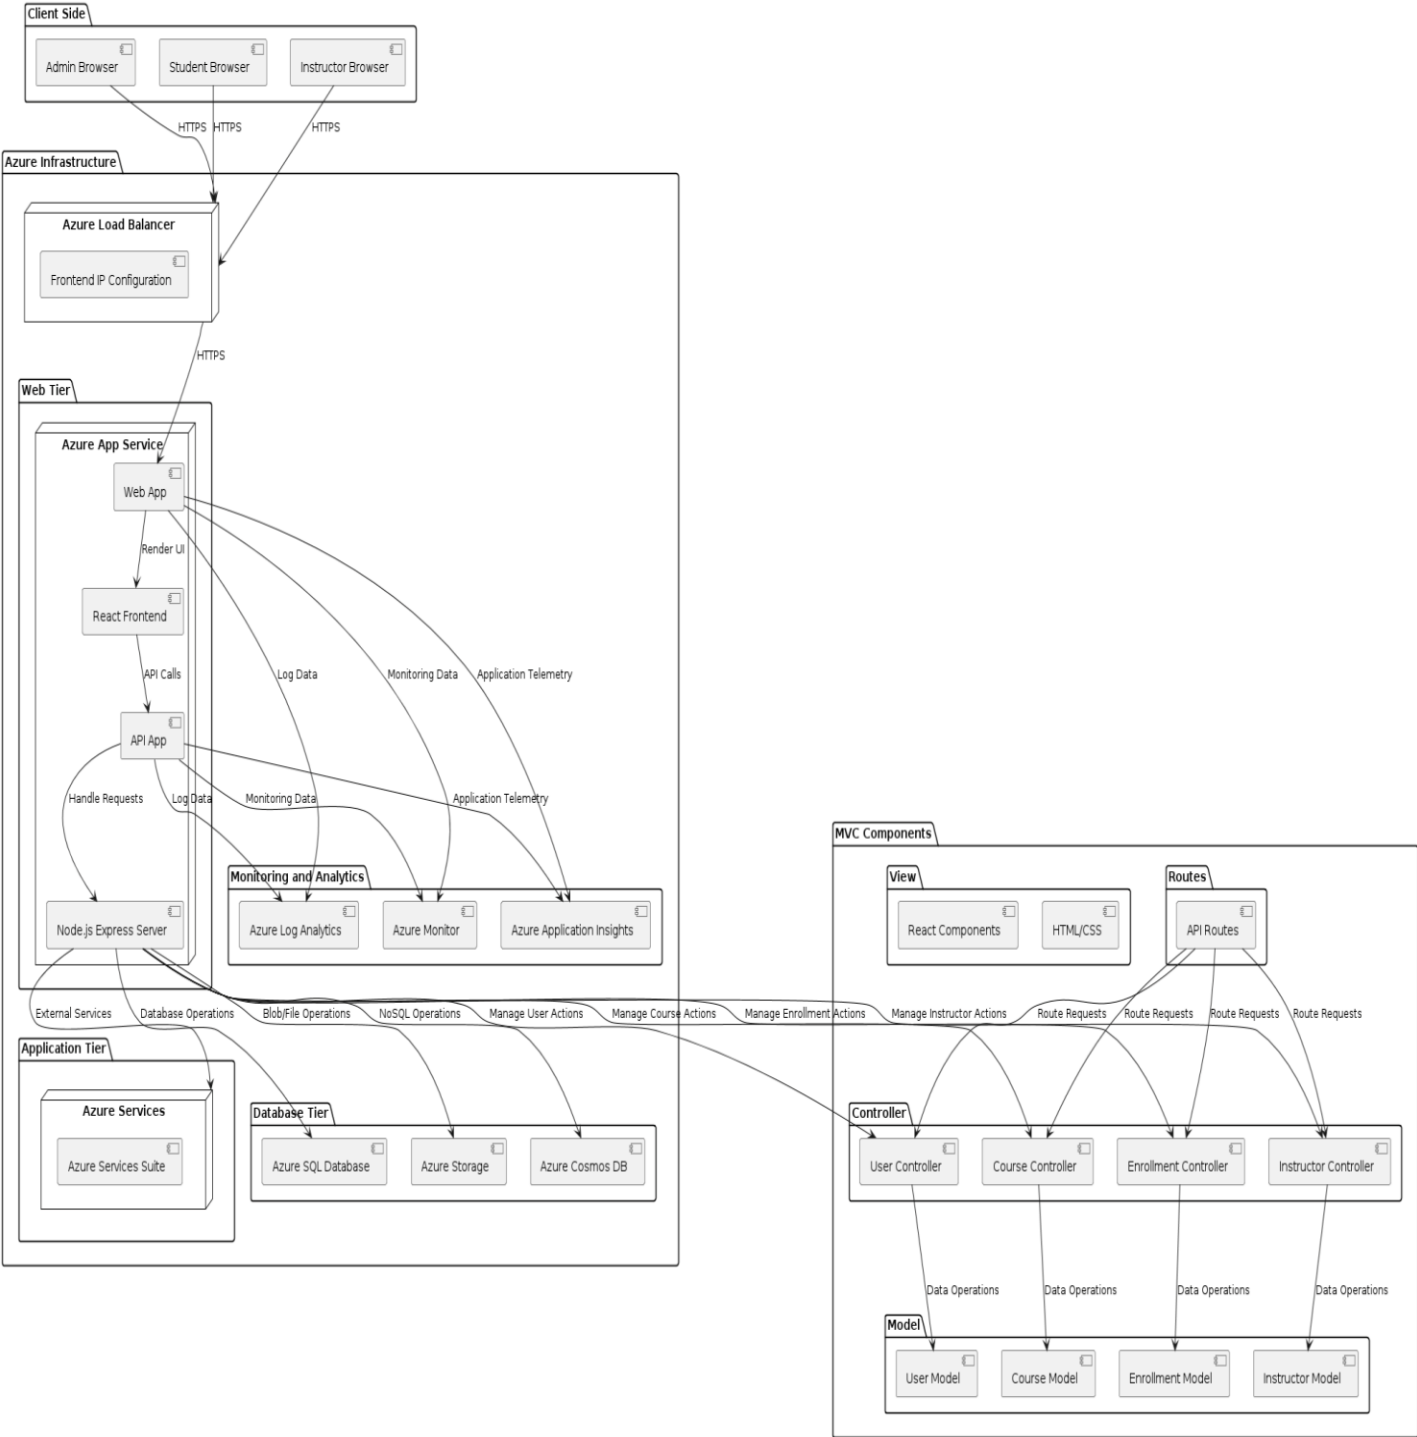 Client Side
Admin Browser
Student Browser
Instructor Browser
HTTPS
HTTPS
HTTPS
Azure Infrastructure
Azure Load Balancer
Frontend IP Configuration
HTTPS
Web Tier
Azure App Service
Web App
Render UI
React Frontend
API Calls
Log Data
Monitoring Data
Application Telemetry
API App
Handle Requests
Log Data
Monitoring Data
Application Telemetry
Node.js Express Server
Monitoring and Analytics
Azure Log Analytics
Azure Monitor
Azure Application Insights
MVC Components
View
React Components
HTML/CSS
Routes
API Routes
External Services
Database Operations
Blob/File Operations
NoSQL Operations
Manage User Actions
Manage Course Actions
Manage Enrollment Actions
Manage Instructor Actions
Route Requests
Route Requests
Route Requests
Route Requests
Application Tier
Azure Services
Azure Services Suite
Database Tier
Azure SQL Database
Azure Storage
Azure Cosmos DB
Controller
User Controller
Course Controller
Enrollment Controller
Instructor Controller
Data Operations
Data Operations
Data Operations
Data Operations
Model
User Model
Course Model
Enrollment Model
Instructor Model